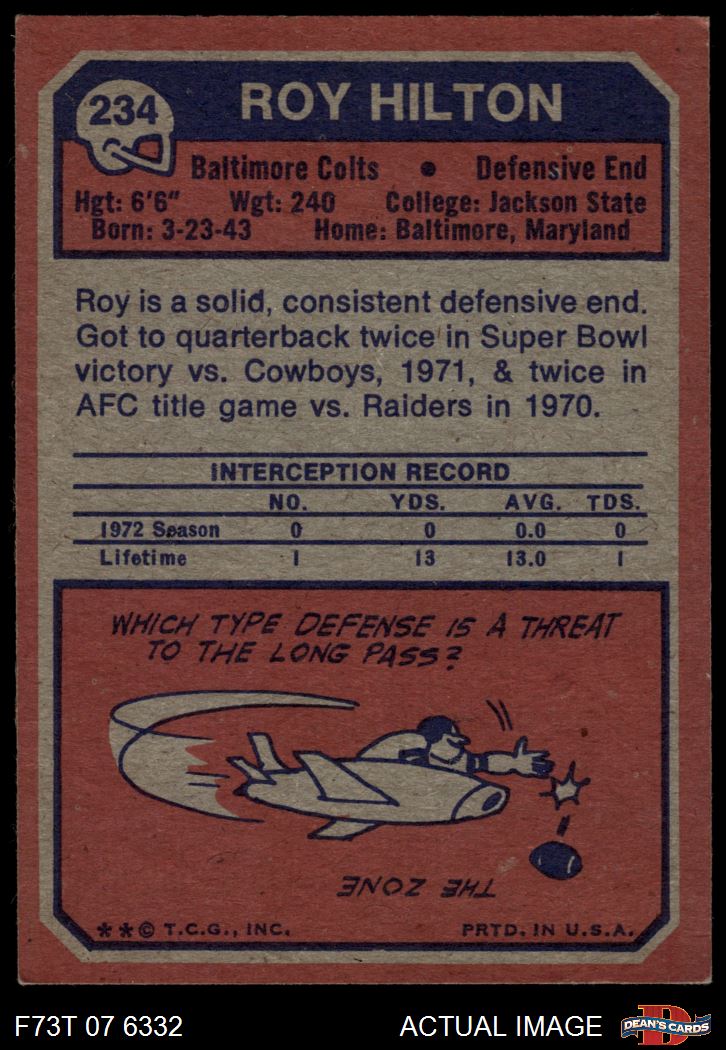 234
ROY HILTON
Baltimore Colts • Defensive End
Hgt: 6'6" Wgt: 240 College: Jackson State
Born: 3-23-43 Home: Baltimore, Maryland
Roy is a solid, consistent defensive end.
Got to quarterback twice in Super Bowl
victory vs. Cowboys, 1971, & twice in
AFC title game vs. Raiders in 1970.
INTERCEPTION RECORD
NO. YDS. AVG. TDS.
1972 Season 0 0 0.0 0
Lifetime 1 13 13.0 1
WHICH TYPE DEFENSE IS A THREAT
TO THE LONG PASS?
THE ZONE
**© T.C.G., INC. PRTD. IN U.S.A.
F73T 07 6332 ACTUAL IMAGE
D
DEAN'S CARDS